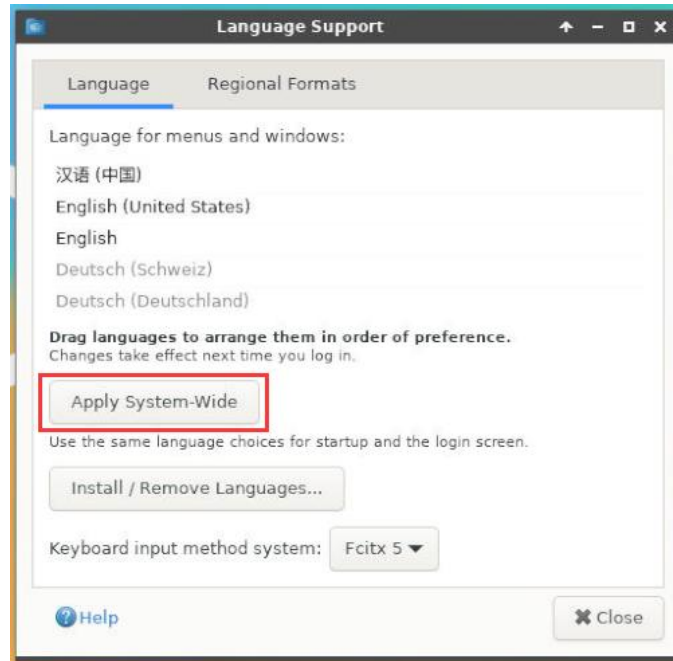 Language Support
Language Regional Formats
Language for menus and windows:
汉语 (中国)
English (United States)
English
Deutsch (Schweiz)
Deutsch (Deutschland)
Drag languages to arrange them in order of preference.
Changes take effect next time you log in.
Apply System-Wide
Use the same language choices for startup and the login screen.
Install / Remove Languages...
Keyboard input method system: Fcitx 5
Help Close